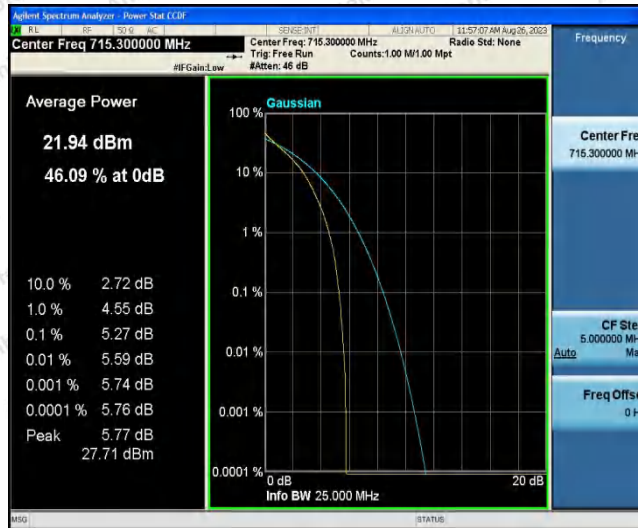 Agilent Spectrum Analyzer - Power Stat CCDF
RL RF 50 Ω AC SENSE:INT ALIGN AUTO 11:57:07 AM Aug 26, 2023
Center Freq 715.300000 MHz
Center Freq: 715.300000 MHz Radio Std: None
Trig: Free Run Counts:1.00 M/1.00 Mpt
#IFGain:Low #Atten: 46 dB
Frequency
Average Power
21.94 dBm
46.09 % at 0dB
10.0 % 2.72 dB
1.0 % 4.55 dB
0.1 % 5.27 dB
0.01 % 5.59 dB
0.001 % 5.74 dB
0.0001 % 5.76 dB
Peak 5.77 dB
27.71 dBm
Gaussian
100 %
10 %
1 %
0.1 %
0.01 %
0.001 %
0.0001 %
0 dB 20 dB
Info BW 25.000 MHz
Center Fre
715.300000 MH
CF Ste
5.000000 MH
Auto Ma
Freq Offse
0 H
MSG STATUS